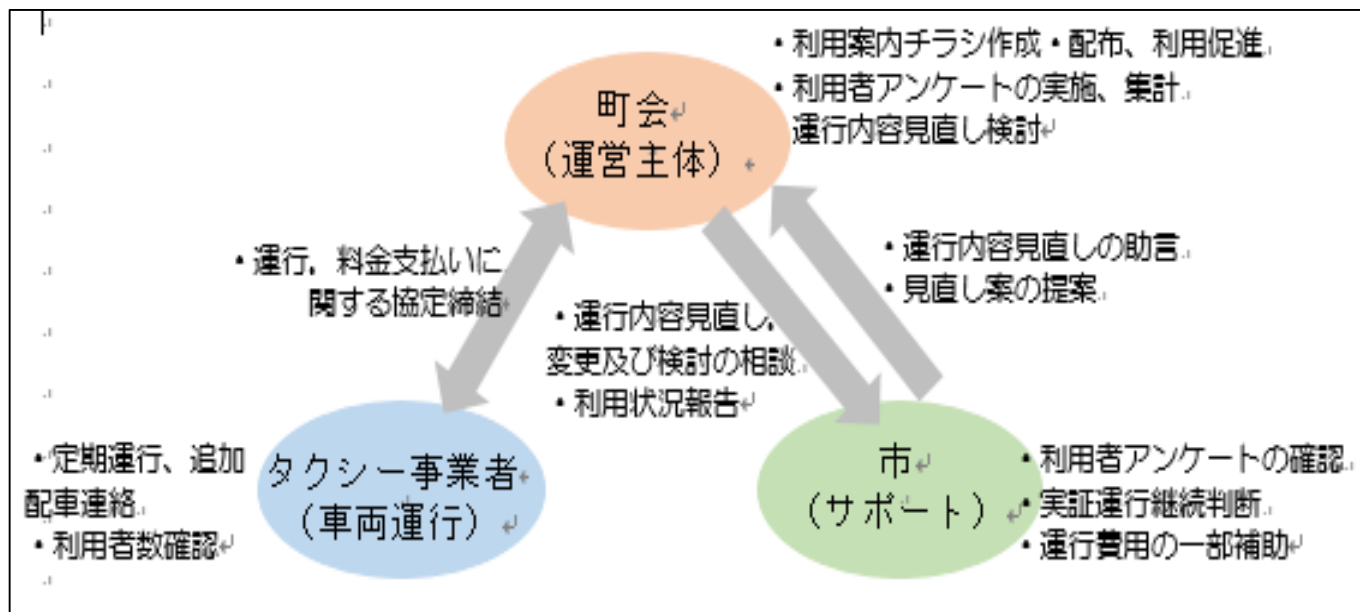 ・利用案内チラシ作成・配布、利用促進
・利用者アンケートの実施、集計
運行内容見直し検討
町会
（運営主体）
・運行，料金支払いに
関する協定締結
・運行内容見直しの助言
・見直し案の提案
・運行内容見直し，
変更及び検討の相談
・利用状況報告
・定期運行、追加
配車連絡
・利用者数確認
タクシー事業者
（車両運行）
市
（サポート）
・利用者アンケートの確認
・実証運行継続判断
・運行費用の一部補助